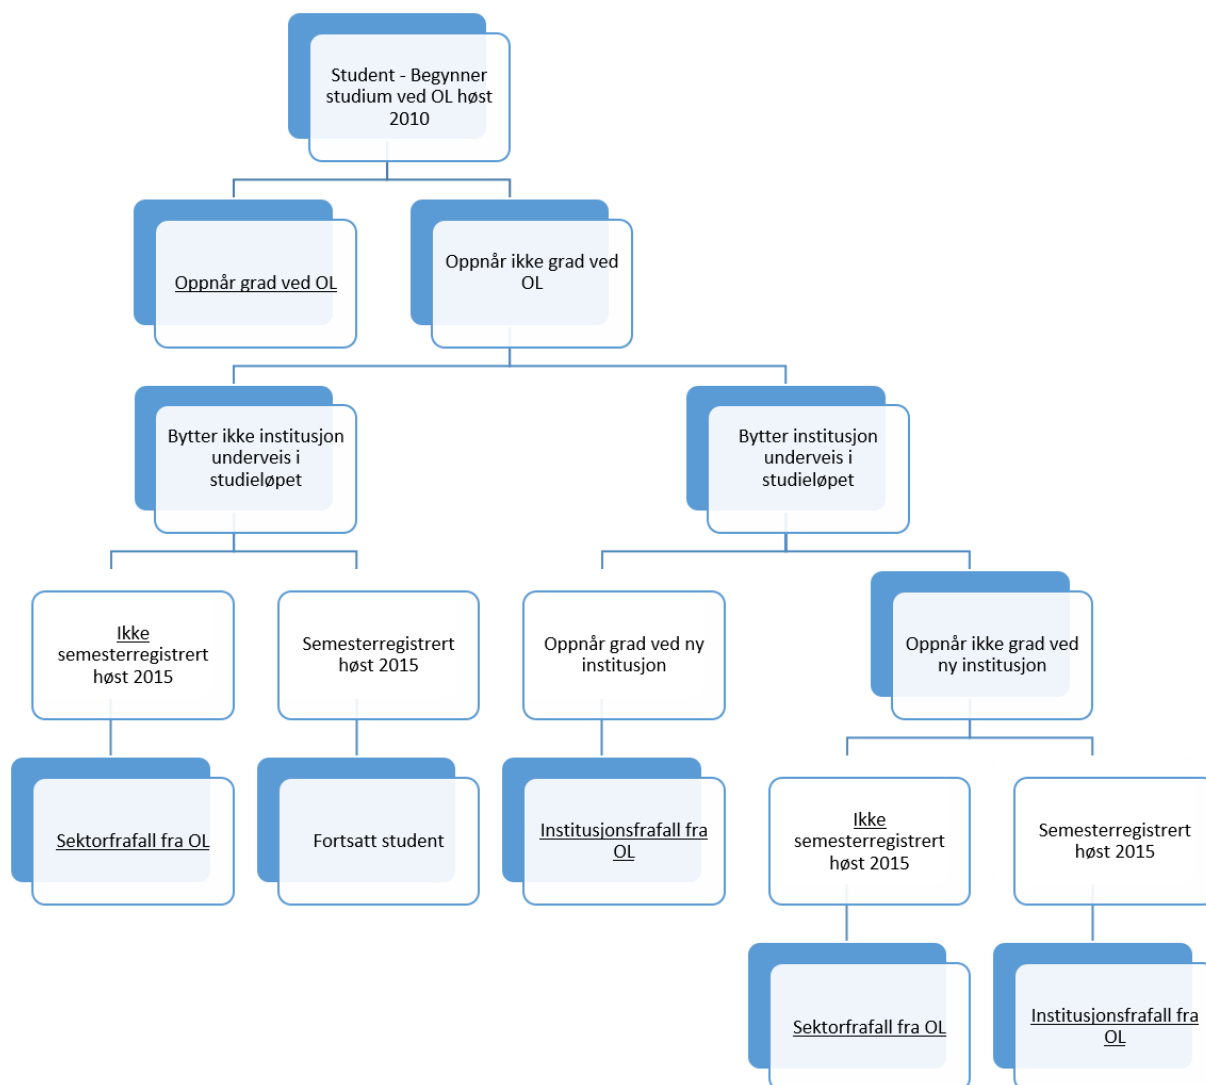 Student - Begynner
studium ved OL høst
2010
Oppnår grad ved OL
Oppnår ikke grad ved
OL
Bytter ikke institusjon
underveis i
studieløpet
Bytter institusjon
underveis i
studieløpet
Ikke
semesterregistrert
høst 2015
Semesterregistrert
høst 2015
Oppnår grad ved ny
institusjon
Oppnår ikke grad ved
ny institusjon
Sektorfrafall fra OL
Fortsatt student
Institusjonsfrafall fra
OL
Ikke
semesterregistrert
høst 2015
Semesterregistrert
høst 2015
Sektorfrafall fra OL
Institusjonsfrafall fra
OL